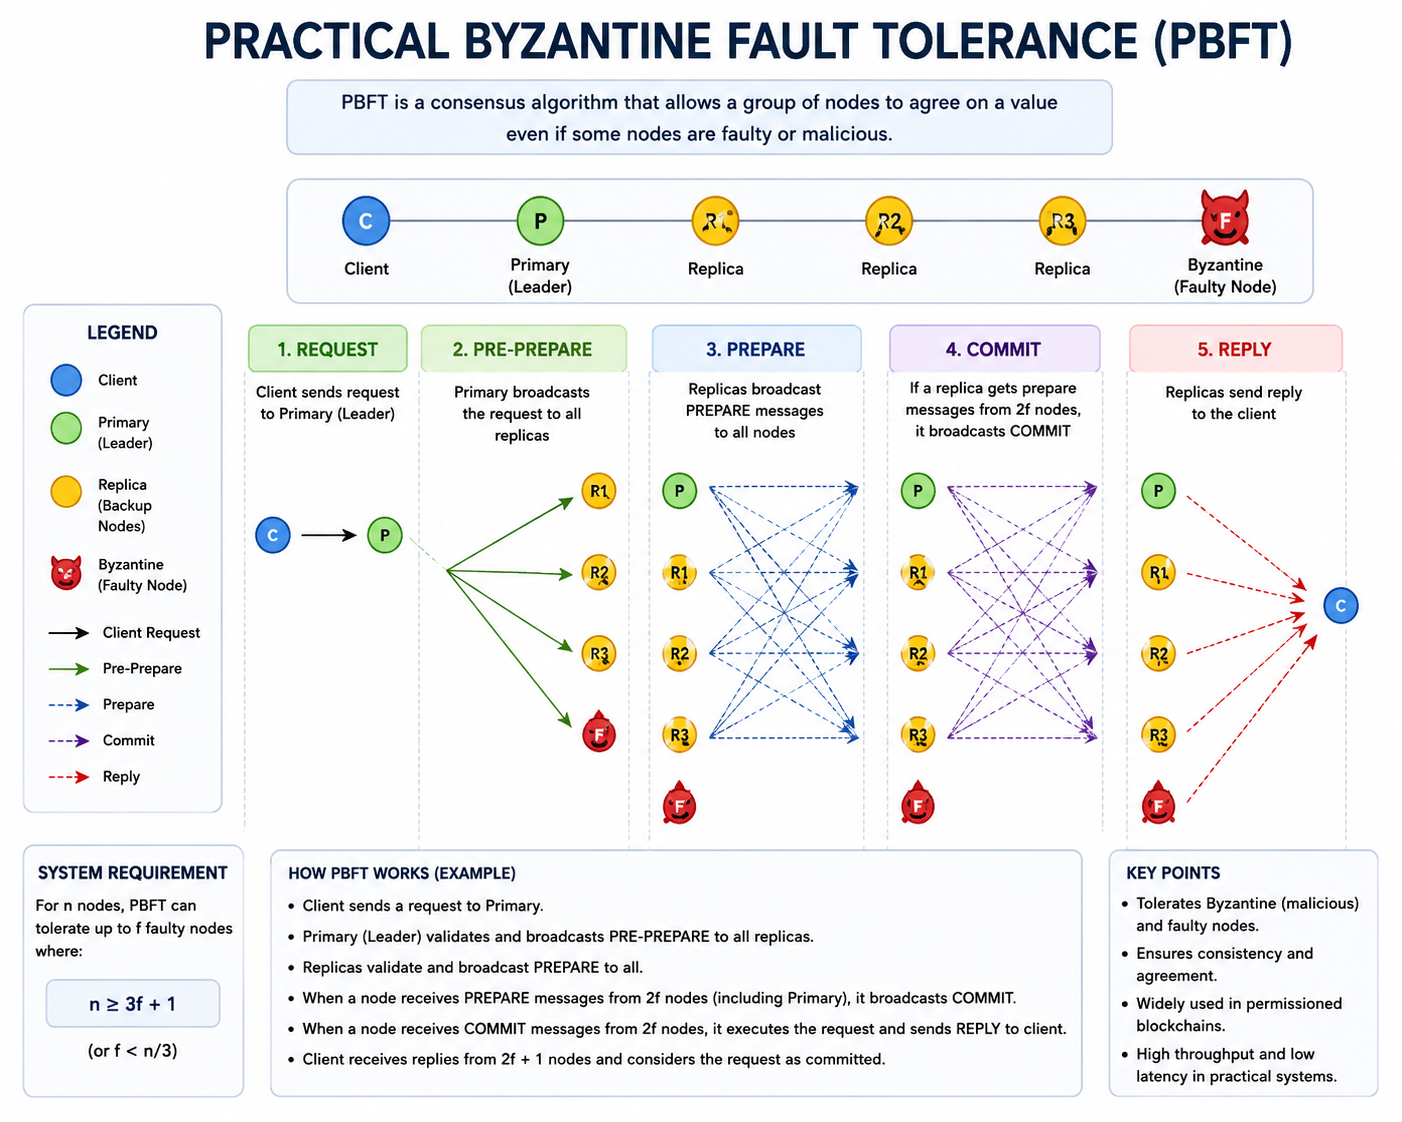 PRACTICAL BYZANTINE FAULT TOLERANCE (PBFT)
PBFT is a consensus algorithm that allows a group of nodes to agree on a value
even if some nodes are faulty or malicious.
C
P
R1
R2
R3
F
Client
Primary
(Leader)
Replica
Replica
Replica
Byzantine
(Faulty Node)
LEGEND
Client
Primary
(Leader)
Replica
(Backup
Nodes)
Byzantine
(Faulty Node)
Client Request
Pre-Prepare
Prepare
Commit
Reply
1. REQUEST
Client sends request
to Primary (Leader)
C
P
2. PRE-PREPARE
Primary broadcasts
the request to all
replicas
R1
R2
R3
F
3. PREPARE
Replicas broadcast
PREPARE messages
to all nodes
P
R1
R2
R3
F
4. COMMIT
If a replica gets prepare
messages from 2f nodes,
it broadcasts COMMIT
P
R1
R2
R3
F
5. REPLY
Replicas send reply
to the client
P
R1
R2
R3
F
C
SYSTEM REQUIREMENT
For n nodes, PBFT can
tolerate up to f faulty nodes
where:
n ≥ 3f + 1
(or f < n/3)
HOW PBFT WORKS (EXAMPLE)
• Client sends a request to Primary.
• Primary (Leader) validates and broadcasts PRE-PREPARE to all replicas.
• Replicas validate and broadcast PREPARE to all.
• When a node receives PREPARE messages from 2f nodes (including Primary), it broadcasts COMMIT.
• When a node receives COMMIT messages from 2f nodes, it executes the request and sends REPLY to client.
• Client receives replies from 2f + 1 nodes and considers the request as committed.
KEY POINTS
• Tolerates Byzantine (malicious)
and faulty nodes.
• Ensures consistency and
agreement.
• Widely used in permissioned
blockchains.
• High throughput and low
latency in practical systems.